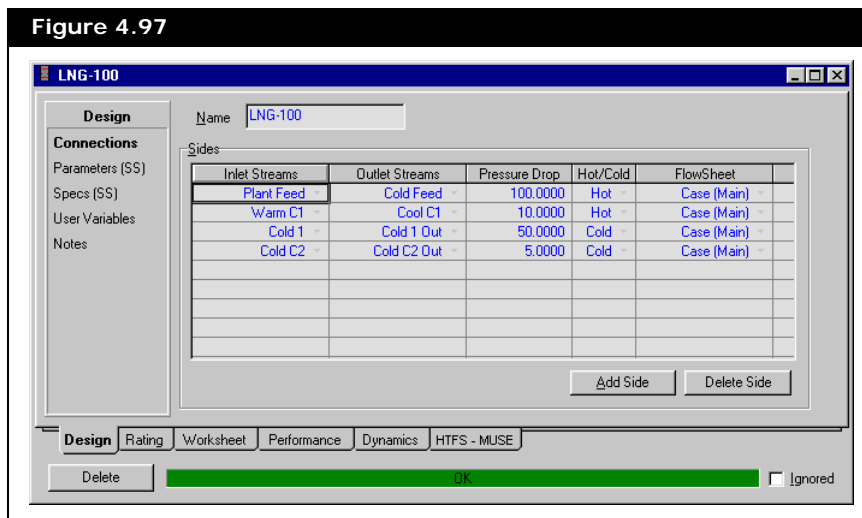 Figure 4.97
LNG-100
Design
Connections
Parameters (SS)
Specs (SS)
User Variables
Notes
Name LNG-100
Sides
Inlet Streams Outlet Streams Pressure Drop Hot/Cold FlowSheet
Plant Feed Cold Feed 100.0000 Hot Case (Main)
Warm C1 Cool C1 10.0000 Hot Case (Main)
Cold 1 Cold 1 Out 50.0000 Cold Case (Main)
Cold C2 Cold C2 Out 5.0000 Cold Case (Main)
Add Side Delete Side
Design Rating Worksheet Performance Dynamics HTFS - MUSE
Delete OK Ignored